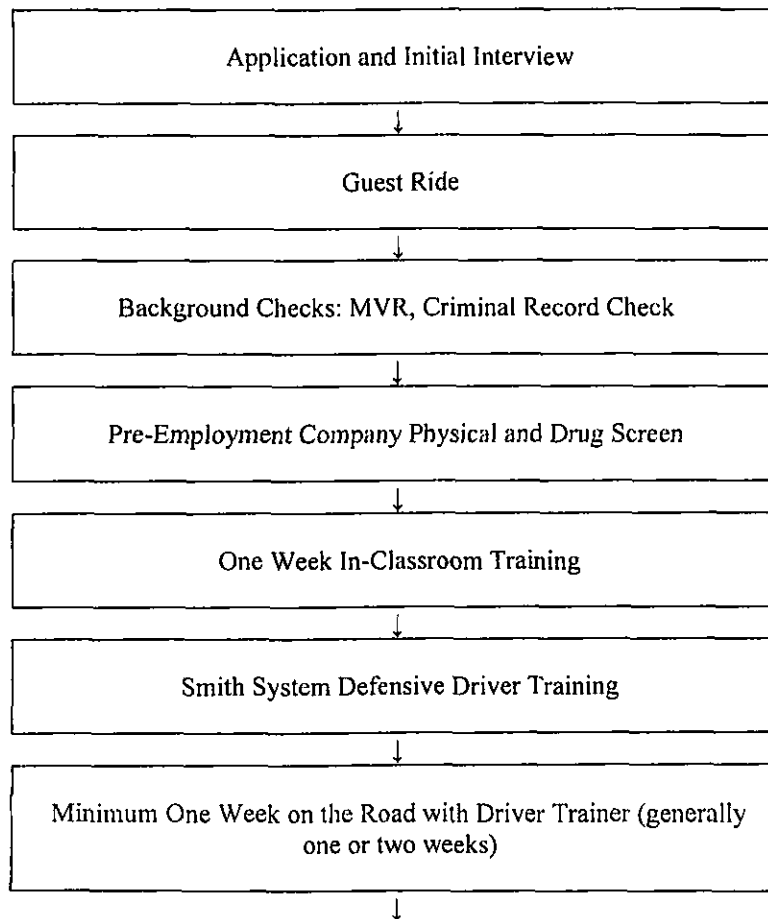 Application and Initial Interview
↓
Guest Ride
↓
Background Checks: MVR, Criminal Record Check
↓
Pre-Employment Company Physical and Drug Screen
↓
One Week In-Classroom Training
↓
Smith System Defensive Driver Training
↓
Minimum One Week on the Road with Driver Trainer (generally
one or two weeks)
↓